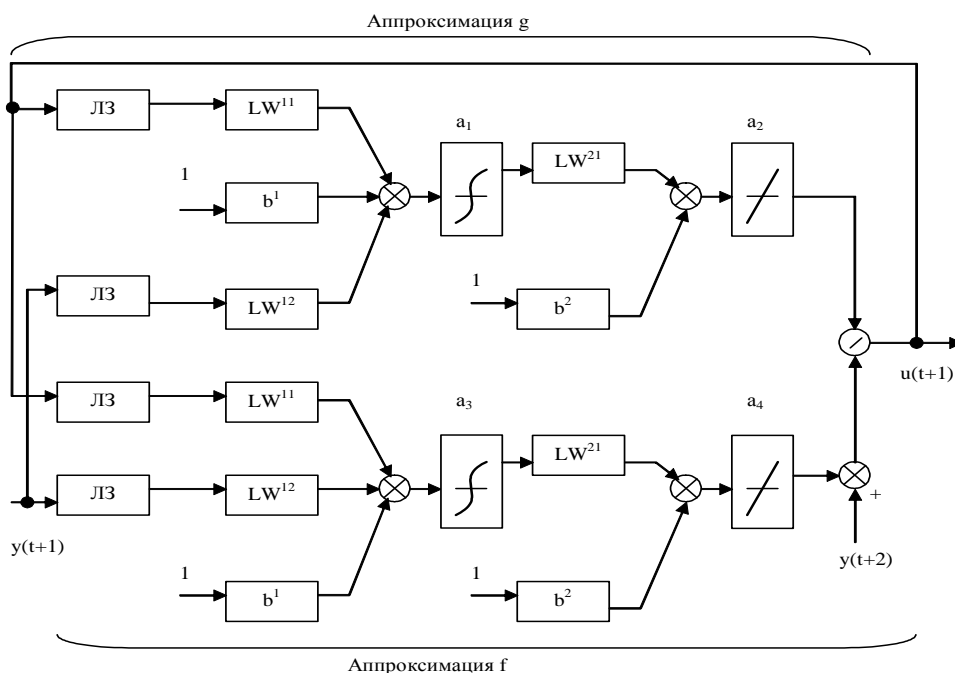 Аппроксимация g
ЛЗ
LW¹¹
a₁
LW²¹
a₂
1
b¹
ЛЗ
LW¹²
1
b²
u(t+1)
ЛЗ
LW¹¹
a₃
LW²¹
a₄
ЛЗ
LW¹²
+
y(t+1)
y(t+2)
1
b¹
1
b²
Аппроксимация f